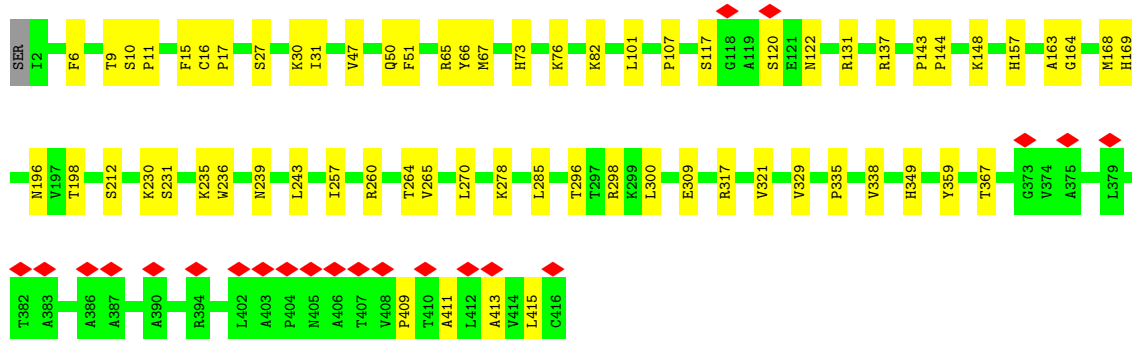 SER I2 F6 T9 S10 P11 F15 C16 P17 S27 K30 I31 V47 Q50 F51 R65 Y66 M67 H73 K76 K82 L101 P107 S117 G118 A119 S120 E121 N122 R131 R137 P143 P144 K148 H157 A163 G164 M168 H169
N196 V197 T198 S212 K230 S231 K235 W236 N239 L243 I257 R260 T264 V265 L270 K278 L285 T296 T297 R298 K299 L300 E309 R317 V321 V329 P335 V338 H349 Y359 T367 G373 V374 A375 L379
T382 A383 A386 A387 A390 R394 L402 A403 P404 N405 A406 T407 V408 P409 T410 A411 L412 A413 V414 L415 C416